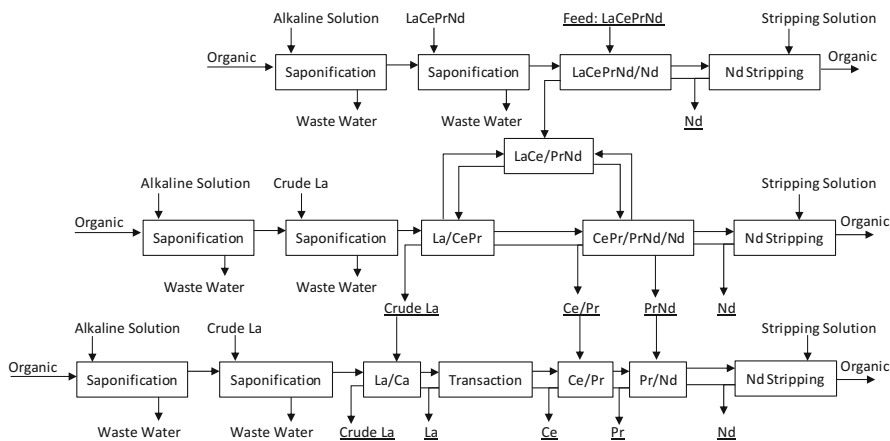 Alkaline Solution LaCePrNd Feed: LaCePrNd Stripping Solution
Organic Saponification Saponification LaCePrNd/Nd Nd Stripping Organic
Waste Water Waste Water Nd
LaCe/PrNd
Alkaline Solution Crude La Stripping Solution
Organic Saponification Saponification La/CePr CePr/PrNd/Nd Nd Stripping Organic
Waste Water Waste Water
Crude La Ce/Pr PrNd Nd
Alkaline Solution Crude La Stripping Solution
Organic Saponification Saponification La/Ca Transaction Ce/Pr Pr/Nd Nd Stripping Organic
Waste Water Waste Water Crude La La Ce Pr Nd